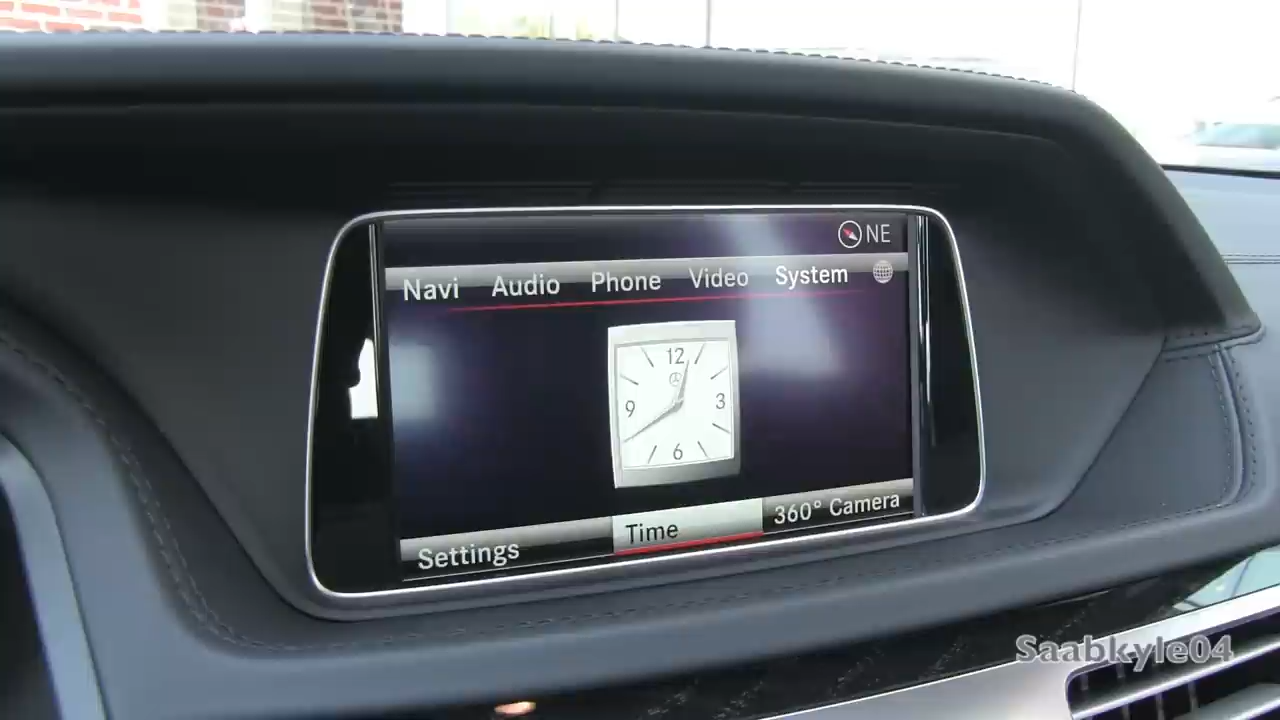 NE
Navi Audio Phone Video System
12
9 3
6
Settings Time 360° Camera
Saabkyle04